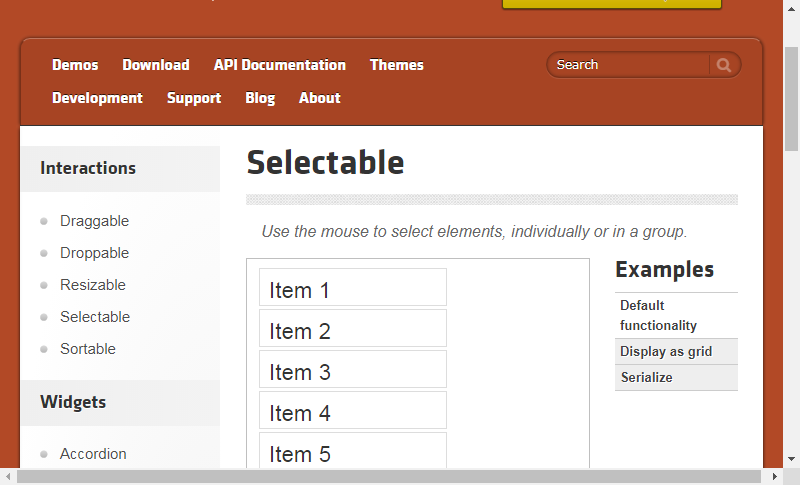 Demos Download API Documentation Themes
Search
Development Support Blog About
Interactions
Draggable
Droppable
Resizable
Selectable
Sortable
Widgets
Accordion
Selectable
Use the mouse to select elements, individually or in a group.
Item 1
Item 2
Item 3
Item 4
Item 5
Examples
Default
functionality
Display as grid
Serialize